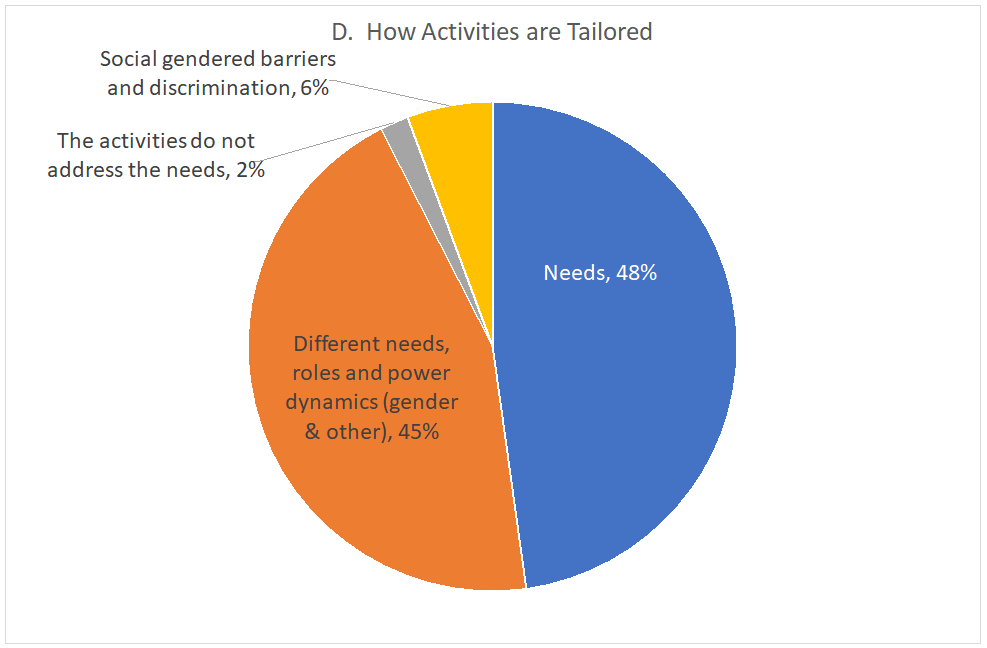 D.  How Activities are Tailored
Social gendered barriers
and discrimination, 6%
The activities do not
address the needs, 2%
Needs, 48%
Different needs,
roles and power
dynamics (gender
& other), 45%